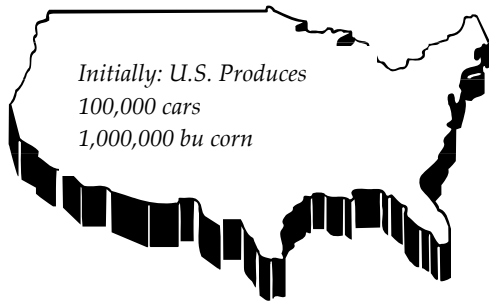 Initially: U.S. Produces
100,000 cars
1,000,000 bu corn